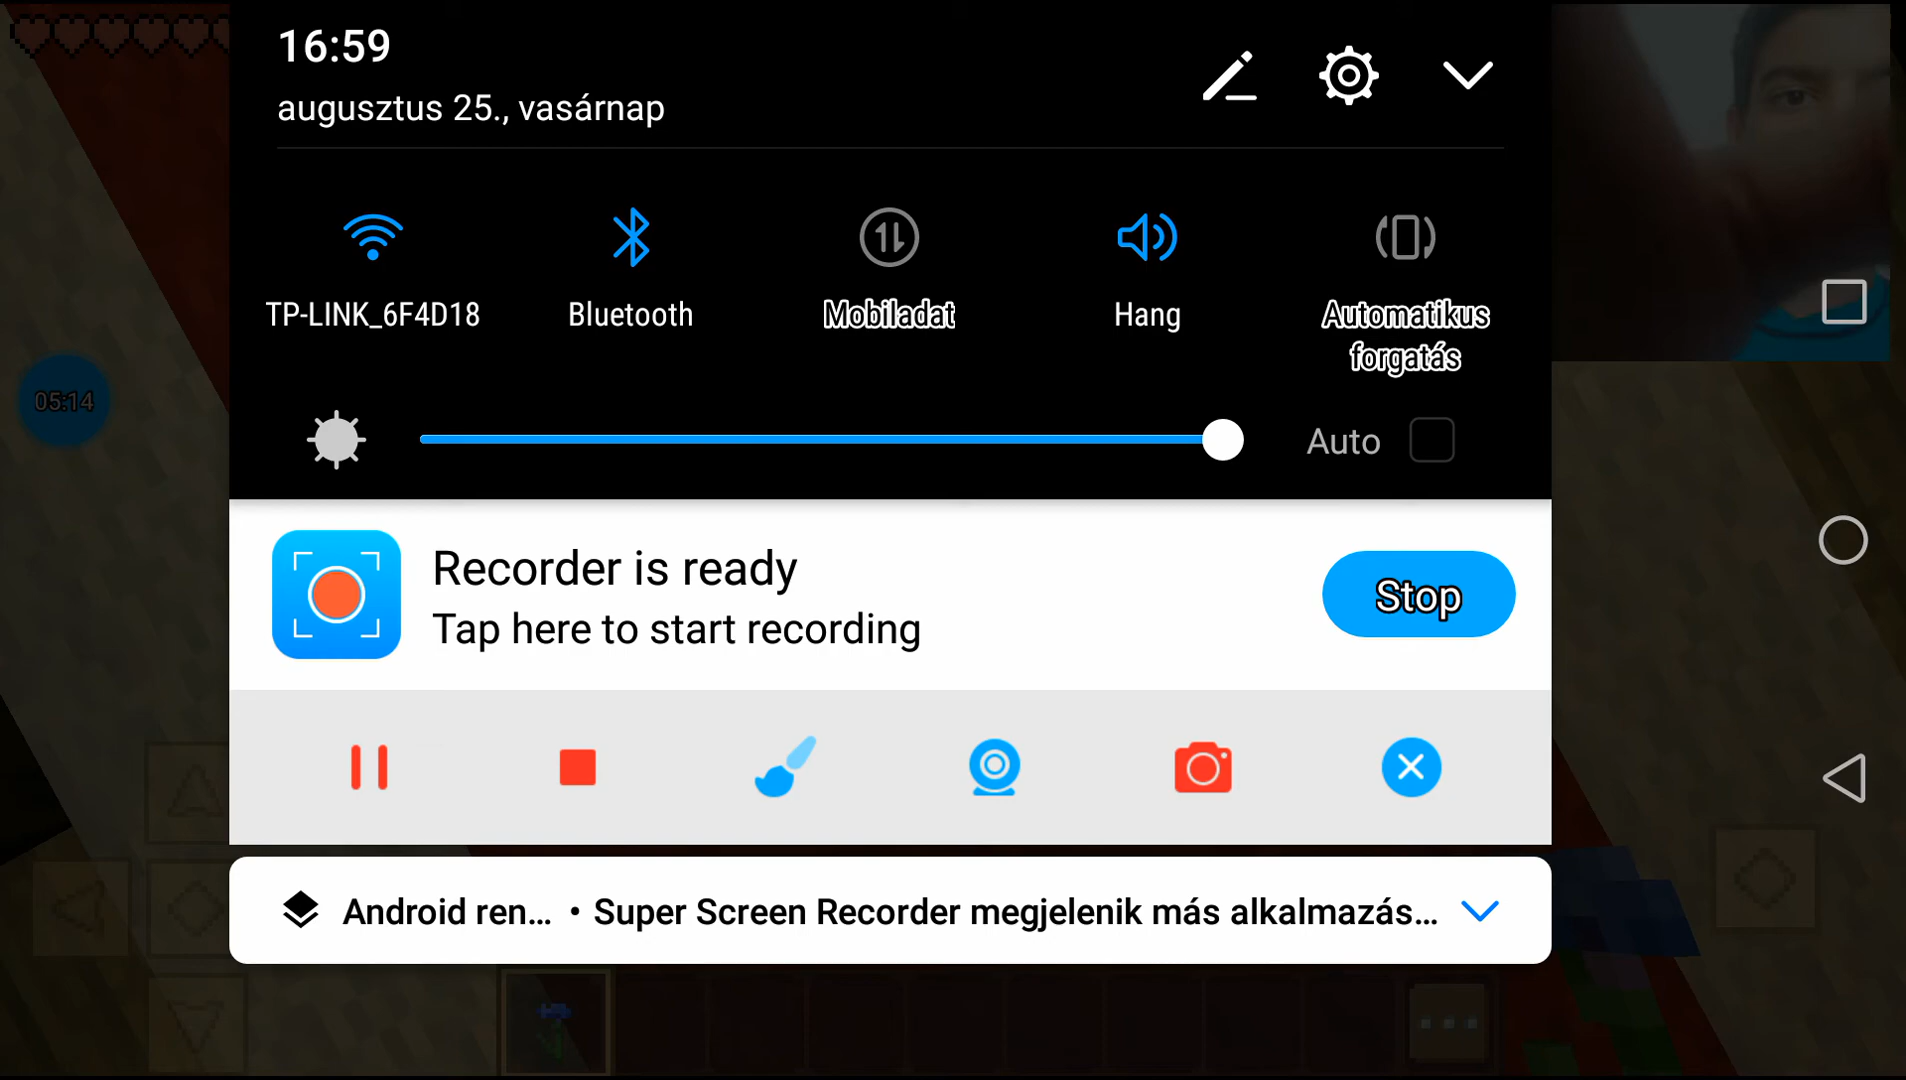 16:59
augusztus 25., vasárnap
TP-LINK_6F4D18
Bluetooth
Mobiladat
Hang
Automatikus
forgatás
05:14
Auto
Recorder is ready
Tap here to start recording
Stop
Android ren... • Super Screen Recorder megjelenik más alkalmazás...